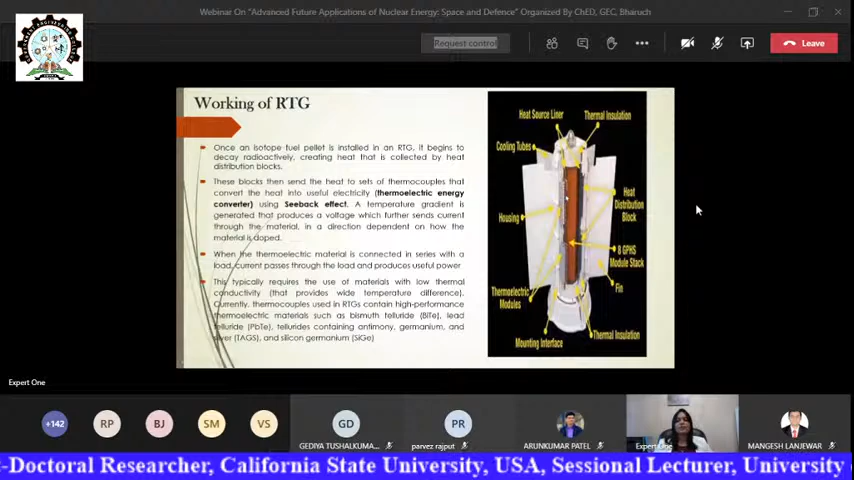 Webinar On "Advanced Future Applications of Nuclear Energy: Space and Defence" Organized By ChED, GEC, Bharuch
Request control
Leave
Working of RTG
Once an isotope fuel pellet is installed in an RTG, it begins to
decay radioactively, creating heat that is collected by heat
distribution blocks.
These blocks then send the heat to sets of thermocouples that
convert the heat into useful electricity (thermoelectric energy
converter) using Seeback effect. A temperature gradient is
generated that produces a voltage which further sends current
through the material, in a direction dependent on how the
material is doped.
When the thermoelectric material is connected in series with a
load, current passes through the load and produces useful power
This typically requires the use of materials with low thermal
conductivity (that provides wide temperature difference).
Currently, thermocouples used in RTGs contain high-performance
thermoelectric materials such as bismuth telluride (BiTe), lead
telluride (PbTe), tellurides containing antimony, germanium, and
silver (TAGS), and silicon germanium (SiGe)
Heat Source Liner
Thermal Insulation
Cooling Tubes
Heat
Distribution
Block
Housing
8 GPHS
Module Stack
Fin
Thermoelectric
Modules
Thermal Insulation
Mounting Interface
Expert One
+142
RP
BJ
SM
VS
GD
PR
GEDIYA TUSHALKUMA...
parvez rajput
ARUNKUMAR PATEL
Expert One
MANGESH LANJEWAR
-Doctoral Researcher, California State University, USA, Sessional Lecturer, University